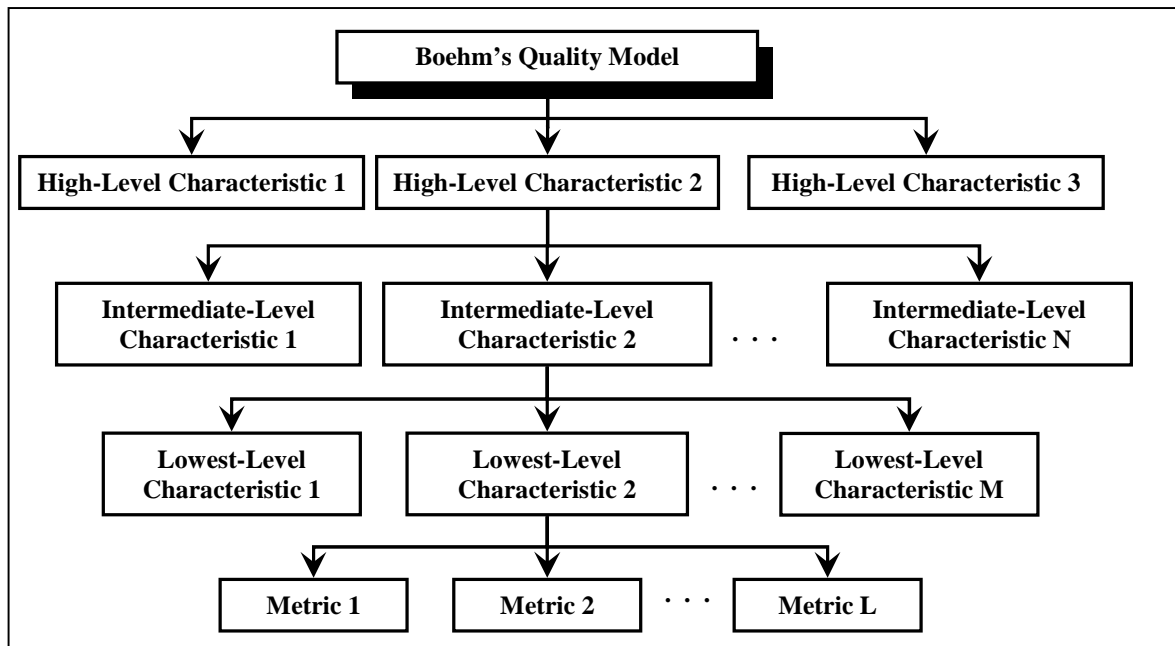 Boehm's Quality Model
High-Level Characteristic 1
High-Level Characteristic 2
High-Level Characteristic 3
Intermediate-Level
Characteristic 1
Intermediate-Level
Characteristic 2
. . .
Intermediate-Level
Characteristic N
Lowest-Level
Characteristic 1
Lowest-Level
Characteristic 2
. . .
Lowest-Level
Characteristic M
Metric 1
Metric 2
. . .
Metric L